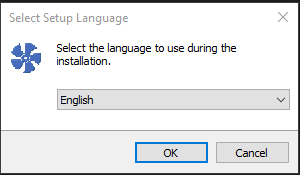 Select Setup Language
Select the language to use during the
installation.
English
OK
Cancel